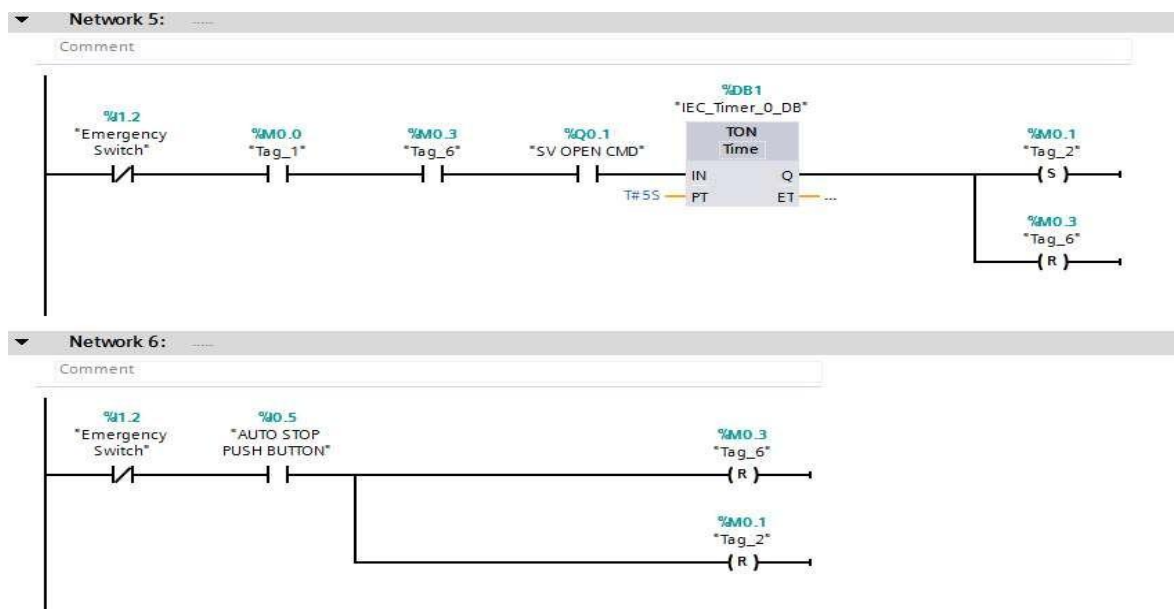 Network 5: ......
Comment
%I1.2
"Emergency
Switch"
%M0.0
"Tag_1"
%M0.3
"Tag_6"
%Q0.1
"SV OPEN CMD"
%DB1
"IEC_Timer_0_DB"
TON
Time
IN
Q
T#5S
PT
ET
...
%M0.1
"Tag_2"
S
%M0.3
"Tag_6"
R
Network 6: ......
Comment
%I1.2
"Emergency
Switch"
%I0.5
"AUTO STOP
PUSH BUTTON"
%M0.3
"Tag_6"
R
%M0.1
"Tag_2"
R